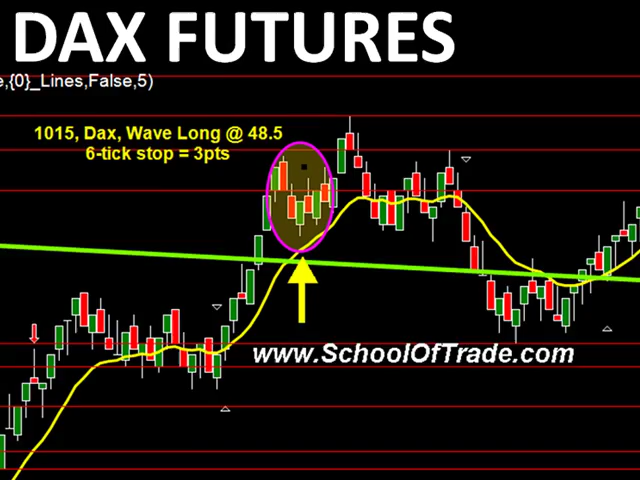 DAX FUTURES
e,{0}_Lines,False,5)
1015, Dax, Wave Long @ 48.5
6-tick stop = 3pts
www.SchoolOfTrade.com